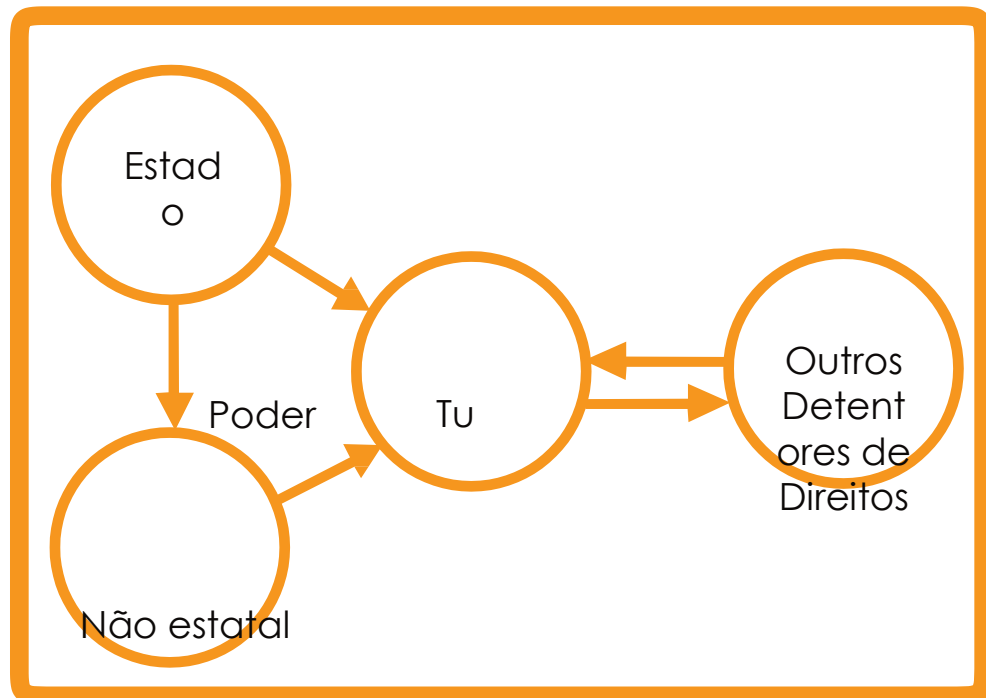 Estad
o
Poder
Tu
Outros
Detent
ores de
Direitos
Não estatal